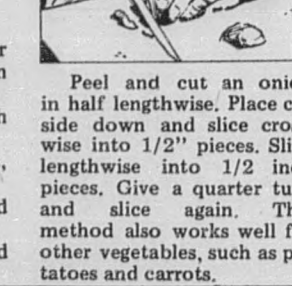 r
n
n
,
d
d
Peel and cut an onio
in half lengthwise. Place c
side down and slice cros
wise into 1/2" pieces. Sli
lengthwise into 1/2 inc
pieces. Give a quarter tu
and slice again. Th
method also works well f
other vegetables, such as p
tatoes and carrots.